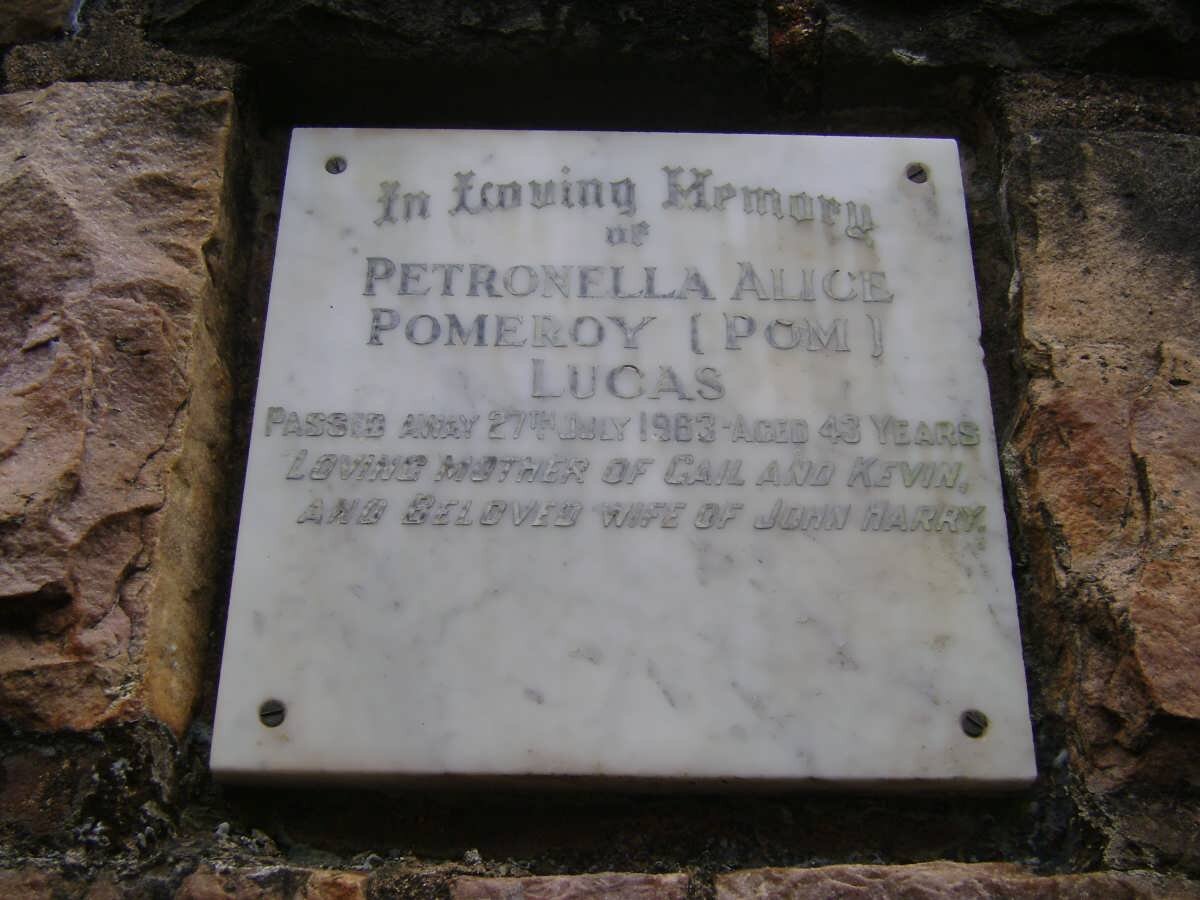 In Loving Memory
of
PETRONELLA ALICE
POMEROY (POM)
LUCAS
PASSED AWAY 27TH JULY 1963 - AGED 43 YEARS
LOVING MOTHER OF GAIL AND KEVIN,
AND BELOVED WIFE OF JOHN HARRY.